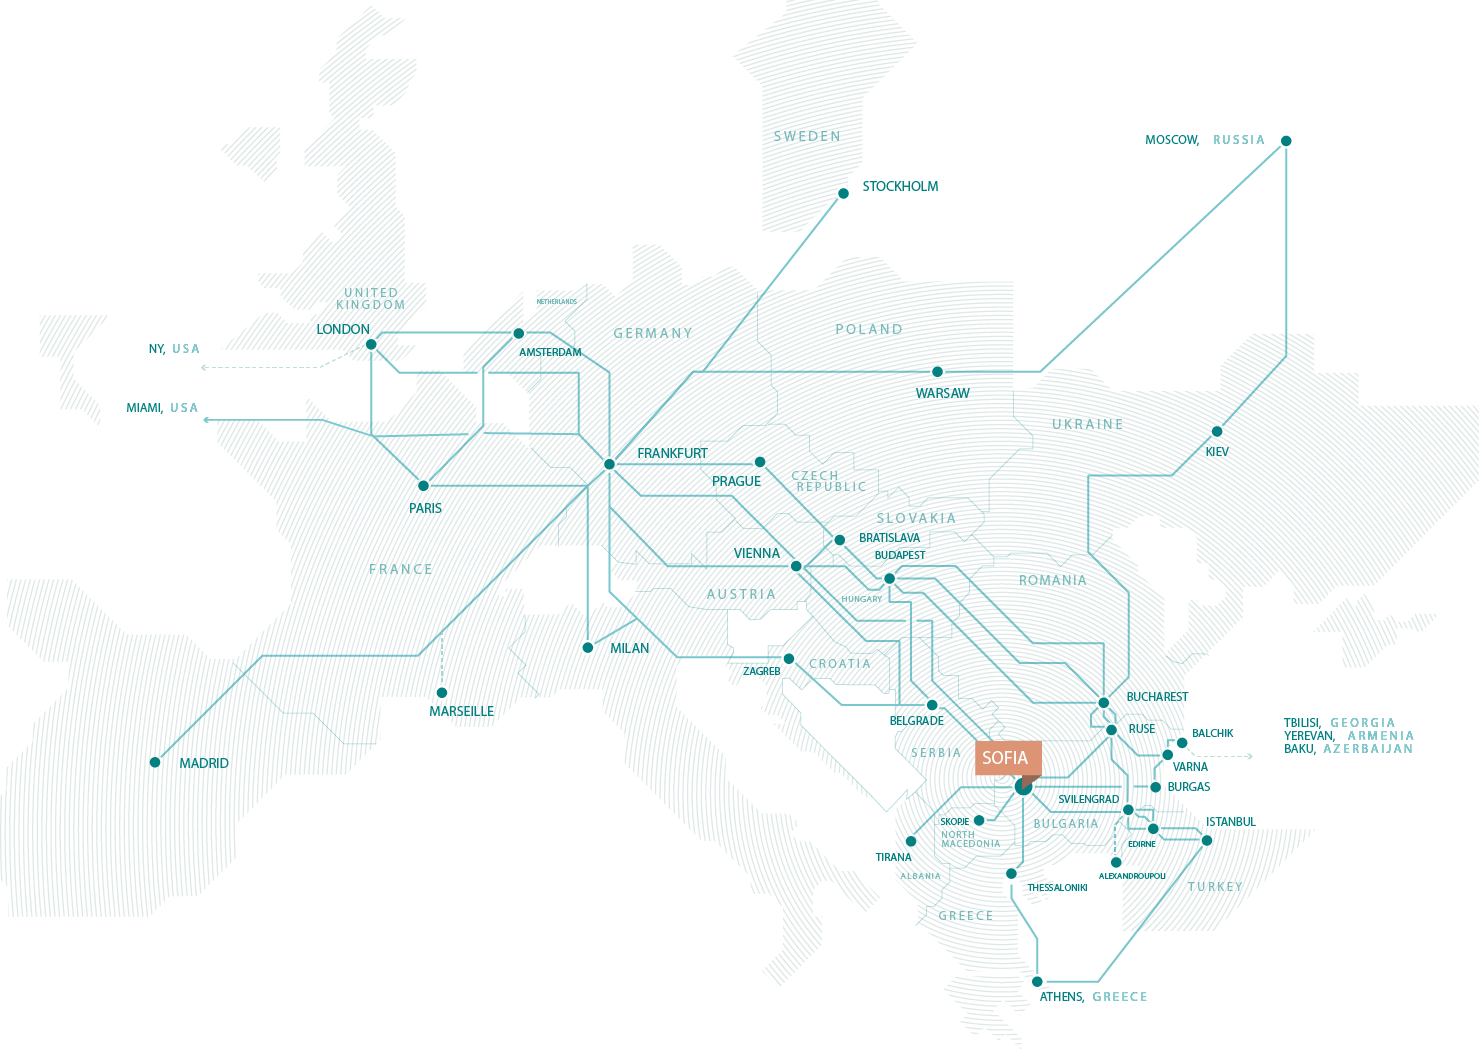 SWEDEN
MOSCOW, RUSSIA
STOCKHOLM
UNITED
KINGDOM
NETHERLANDS
LONDON
GERMANY
POLAND
NY, USA
AMSTERDAM
WARSAW
MIAMI, USA
UKRAINE
FRANKFURT
KIEV
PRAGUE
CZECH
REPUBLIC
PARIS
SLOVAKIA
BRATISLAVA
VIENNA
BUDAPEST
FRANCE
ROMANIA
AUSTRIA
HUNGARY
MILAN
ZAGREB
CROATIA
BUCHAREST
MARSEILLE
BELGRADE
RUSE
BALCHIK
TBILISI, GEORGIA
YEREVAN, ARMENIA
BAKU, AZERBAIJAN
SERBIA
SOFIA
MADRID
VARNA
BURGAS
SVILENGRAD
SKOPJE
BULGARIA
ISTANBUL
NORTH
MACEDONIA
EDIRNE
TIRANA
ALBANIA
ALEXANDROUPOLI
THESSALONIKI
TURKEY
GREECE
ATHENS, GREECE